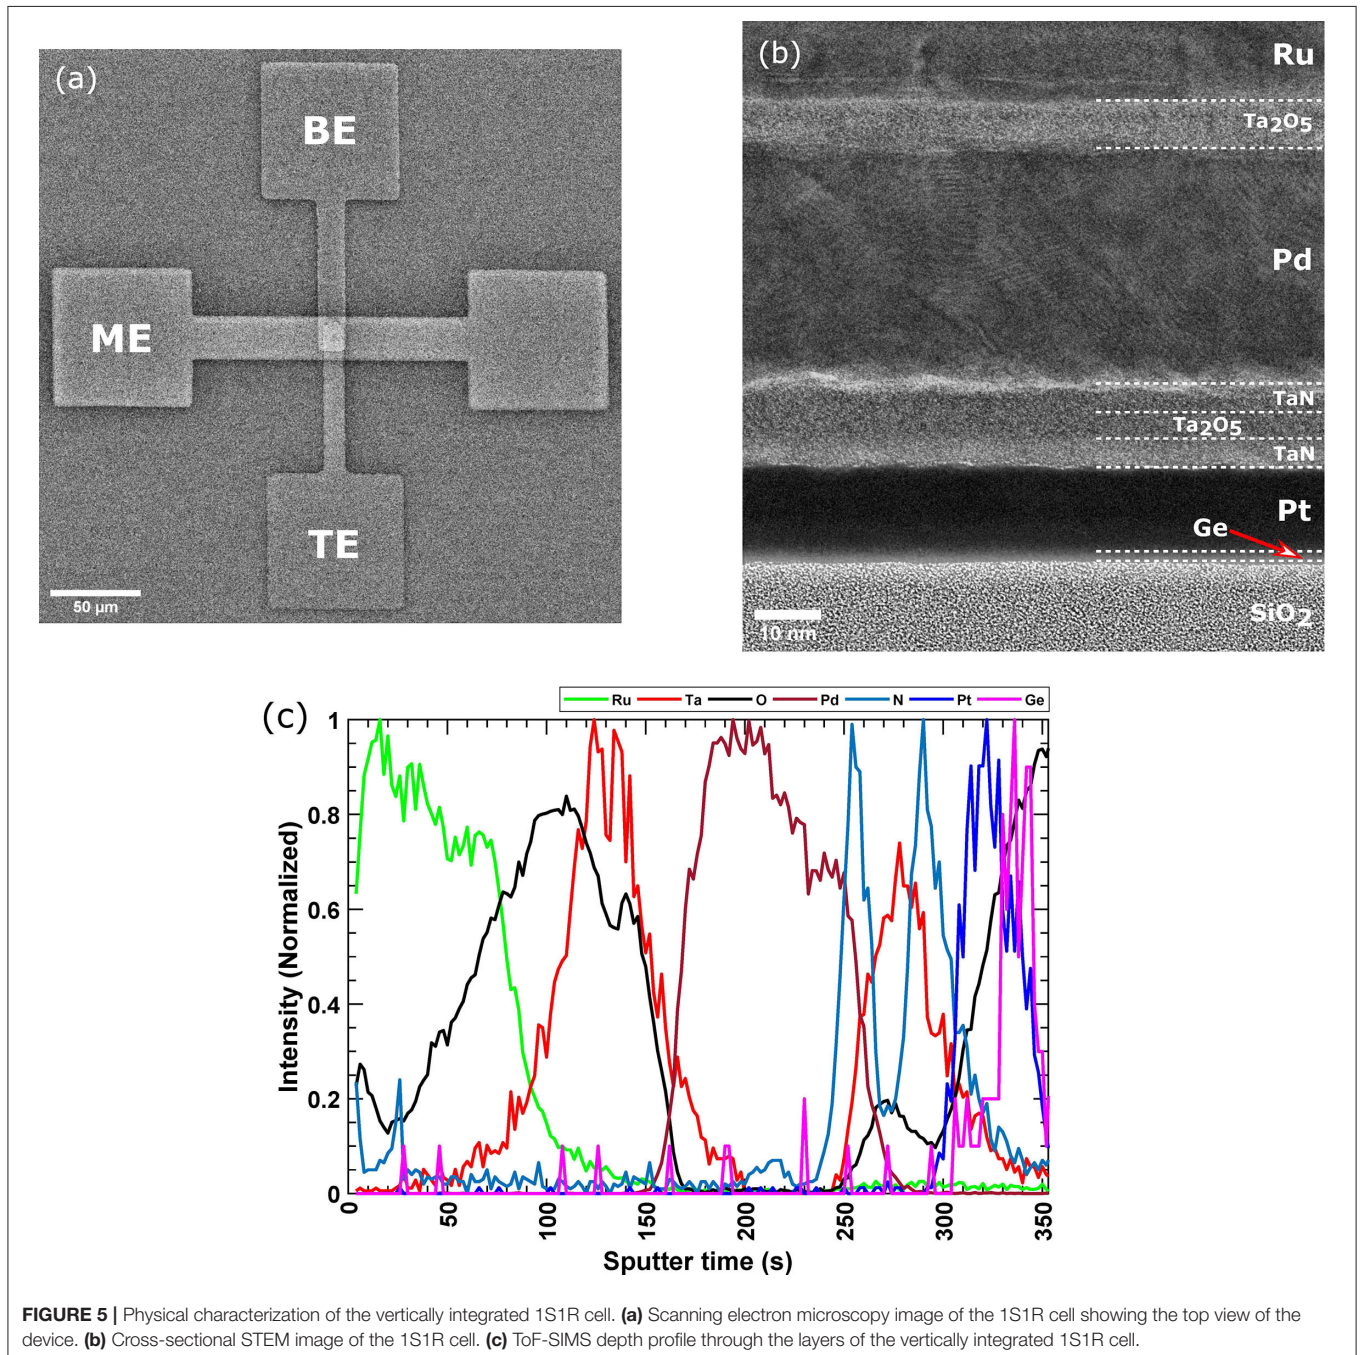 (a)
BE
ME
TE
50 μm
(b)
Ru
Ta2O5
Pd
TaN
Ta2O5
TaN
Pt
Ge
SiO2
10 nm
(c)
Ru Ta O Pd N Pt Ge
Intensity (Normalized)
1
0.8
0.6
0.4
0.2
0
0 50 100 150 200 250 300 350
Sputter time (s)
FIGURE 5 | Physical characterization of the vertically integrated 1S1R cell. (a) Scanning electron microscopy image of the 1S1R cell showing the top view of the
device. (b) Cross-sectional STEM image of the 1S1R cell. (c) ToF-SIMS depth profile through the layers of the vertically integrated 1S1R cell.